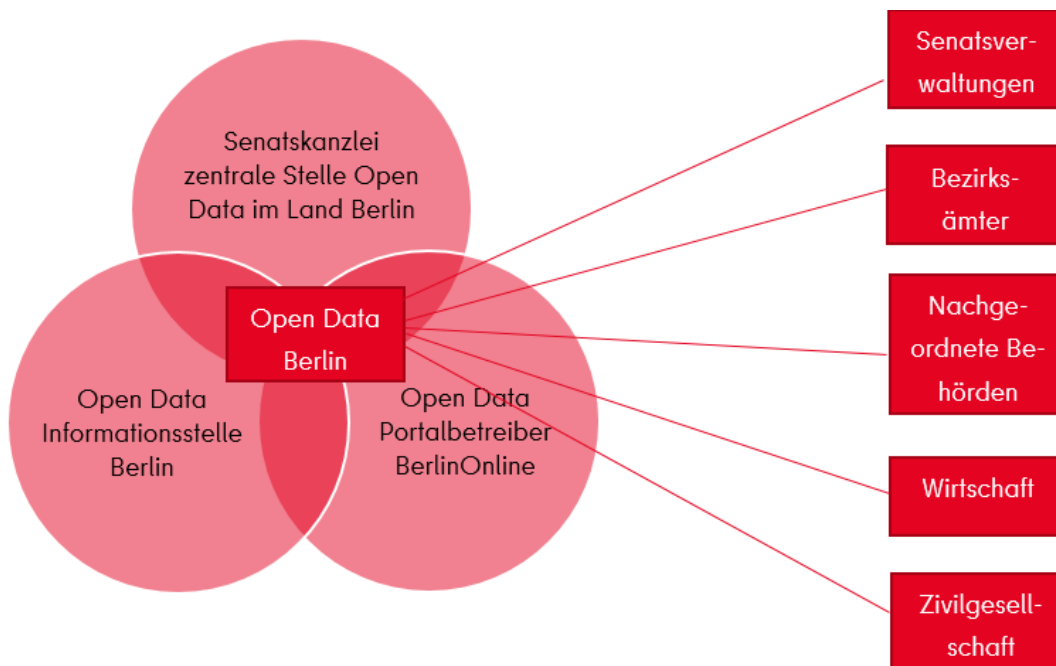 Senatskanzlei
zentrale Stelle Open
Data im Land Berlin
Open Data
Berlin
Open Data
Informationsstelle
Berlin
Open Data
Portalbetreiber
BerlinOnline
Senatsver-
waltungen
Bezirks-
ämter
Nachge-
ordnete Be-
hörden
Wirtschaft
Zivilgesell-
schaft